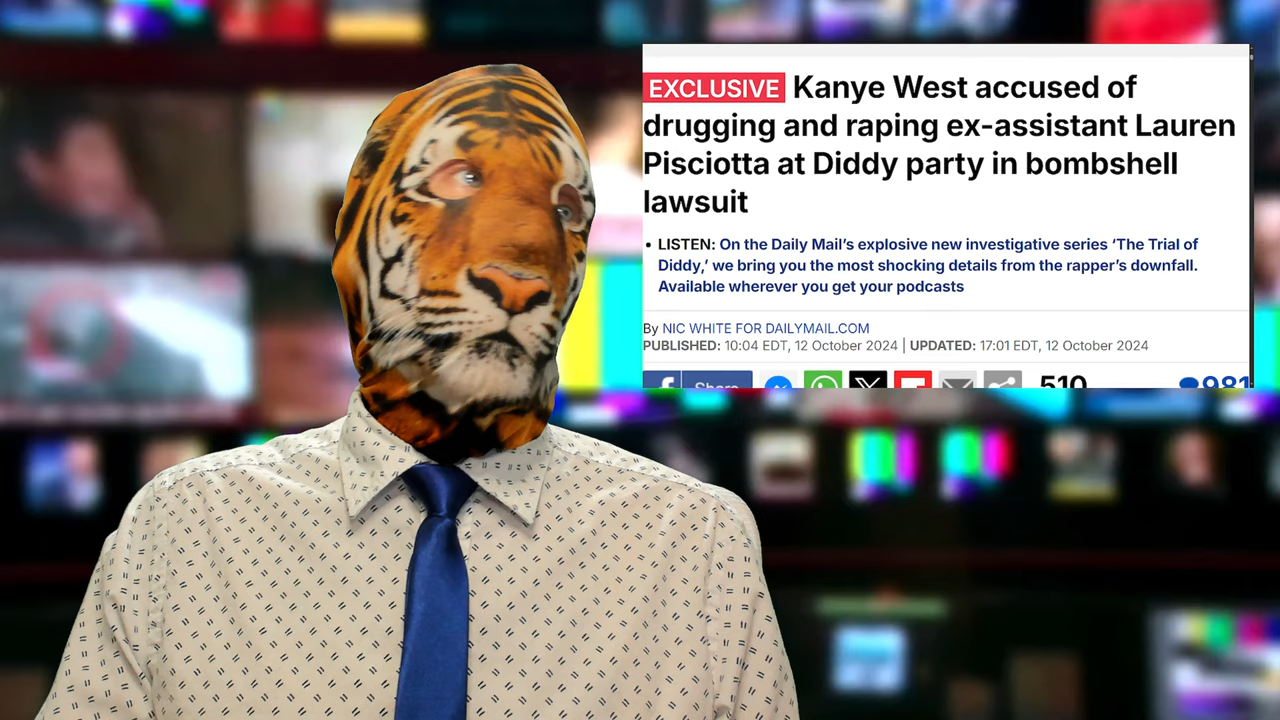 EXCLUSIVE Kanye West accused of
drugging and raping ex-assistant Lauren
Pisciotta at Diddy party in bombshell
lawsuit
• LISTEN: On the Daily Mail’s explosive new investigative series ‘The Trial of
Diddy,’ we bring you the most shocking details from the rapper’s downfall.
Available wherever you get your podcasts
By NIC WHITE FOR DAILYMAIL.COM
PUBLISHED: 10:04 EDT, 12 October 2024 | UPDATED: 17:01 EDT, 12 October 2024
Share 510 981